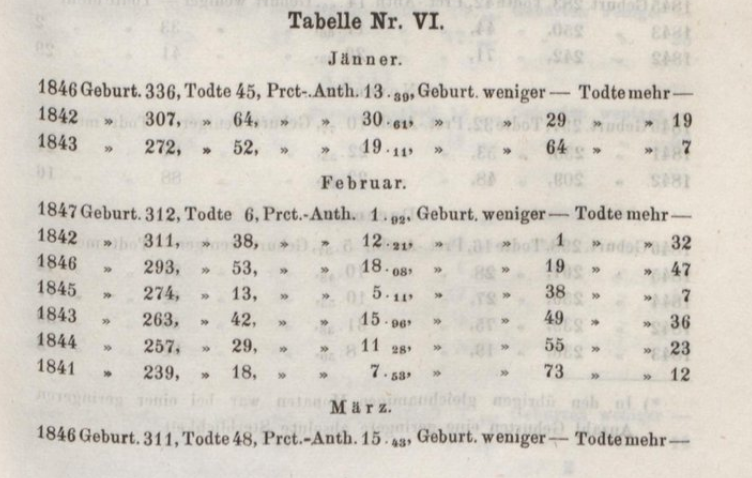 Tabelle Nr. VI.
Jänner.
1846 Geburt. 336, Todte 45, Prct-Anth. 13.39, Geburt. weniger — Todte mehr —
1842 „ 307, „ 64, „ „ 30.61, „ „ 29 „ „ 19
1843 „ 272, „ 52, „ „ 19.11, „ „ 64 „ „ 7
Februar.
1847 Geburt. 312, Todte 6, Prct.-Anth. 1.92, Geburt. weniger — Todte mehr —
1842 „ 311, „ 38, „ „ 12.21, „ „ 1 „ „ 32
1846 „ 293, „ 53, „ „ 18.08, „ „ 19 „ „ 47
1845 „ 274, „ 13, „ „ 5.11, „ „ 38 „ „ 7
1843 „ 263, „ 42, „ „ 15.96, „ „ 49 „ „ 36
1844 „ 257, „ 29, „ „ 11 28, „ „ 55 „ „ 23
1841 „ 239, „ 18, „ „ 7.53, „ „ 73 „ „ 12
März.
1846 Geburt. 311, Todte 48, Prct.-Anth. 15.43, Geburt. weniger — Todte mehr —